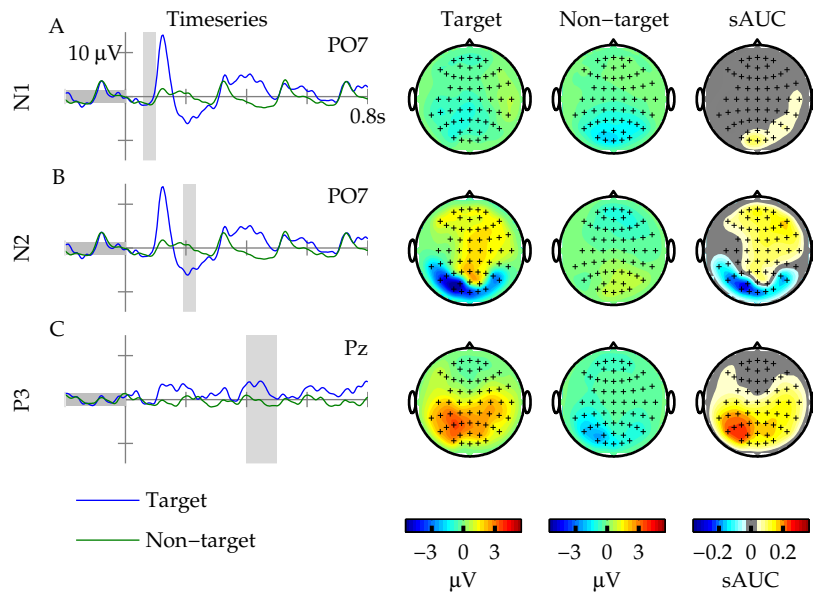 A Timeseries Target Non−target sAUC
10 μV PO7
N1
0.8s
B
PO7
N2
C
Pz
P3
Target
Non−target
−3 0 3 −3 0 3 −0.2 0 0.2
μV μV sAUC